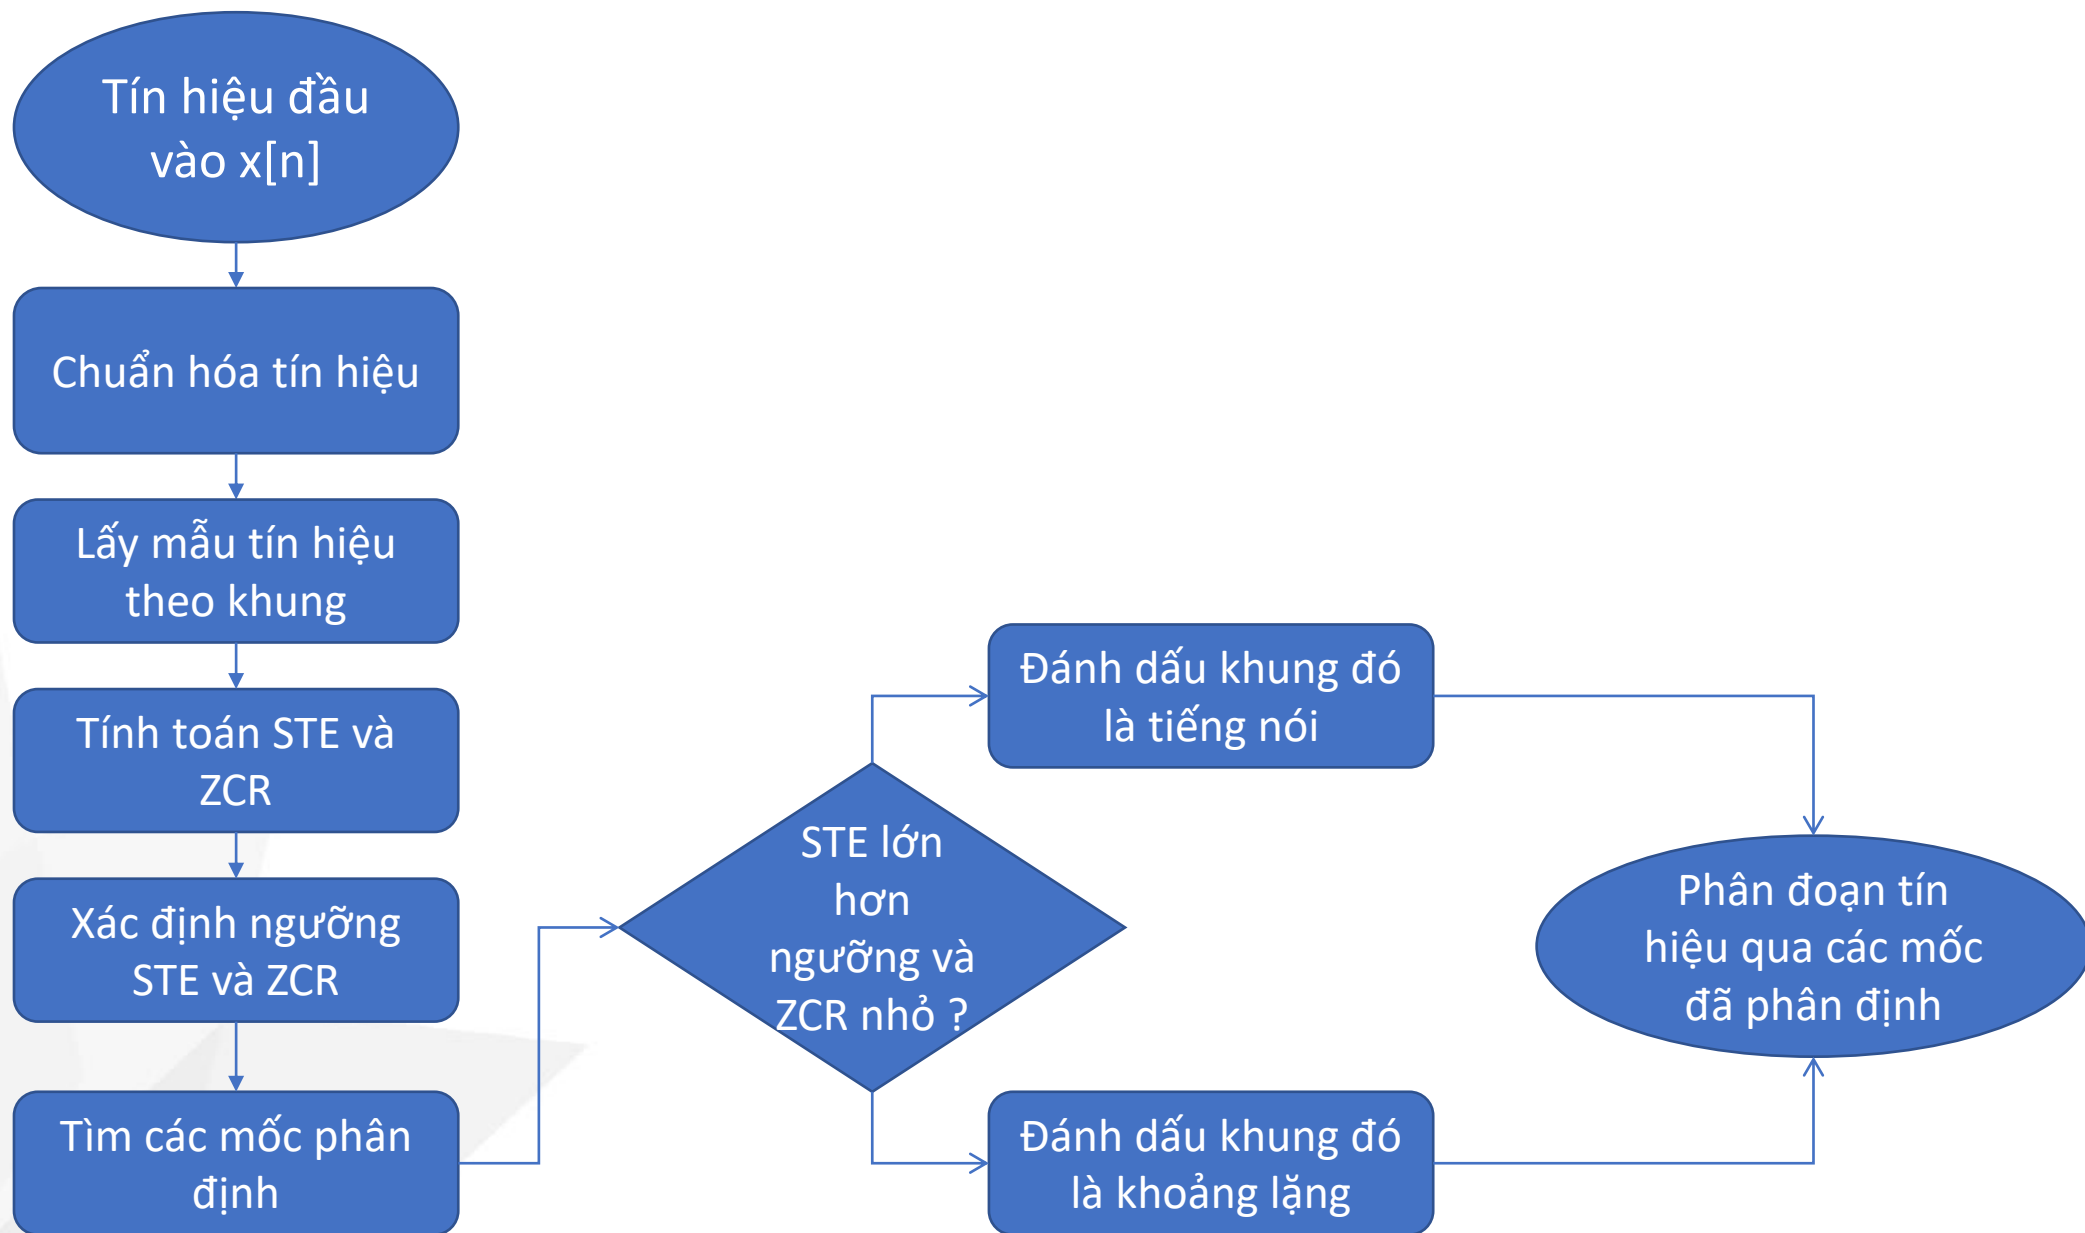 Tín hiệu đầu
vào x[n]
Chuẩn hóa tín hiệu
Lấy mẫu tín hiệu
theo khung
Tính toán STE và
ZCR
Xác định ngưỡng
STE và ZCR
Tìm các mốc phân
định
STE lớn
hơn
ngưỡng và
ZCR nhỏ ?
Đánh dấu khung đó
là tiếng nói
Đánh dấu khung đó
là khoảng lặng
Phân đoạn tín
hiệu qua các mốc
đã phân định